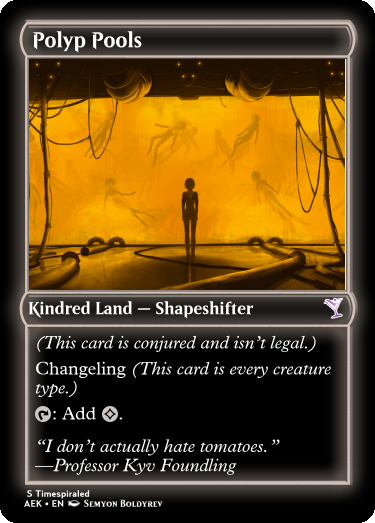 Polyp Pools
Kindred Land — Shapeshifter
(This card is conjured and isn't legal.)
Changeling (This card is every creature
type.)
: Add .
“I don't actually hate tomatoes.”
—Professor Kyv Foundling
S Timespiraled
AEK • EN Semyon Boldyrev